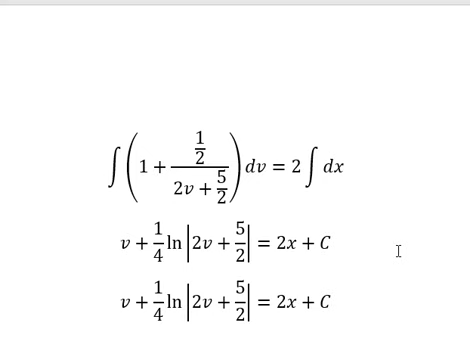 ∫(1 + (1/2)/(2v + 5/2)) dv = 2 ∫ dx
v + 1/4 ln |2v + 5/2| = 2x + C
v + 1/4 ln |2v + 5/2| = 2x + C